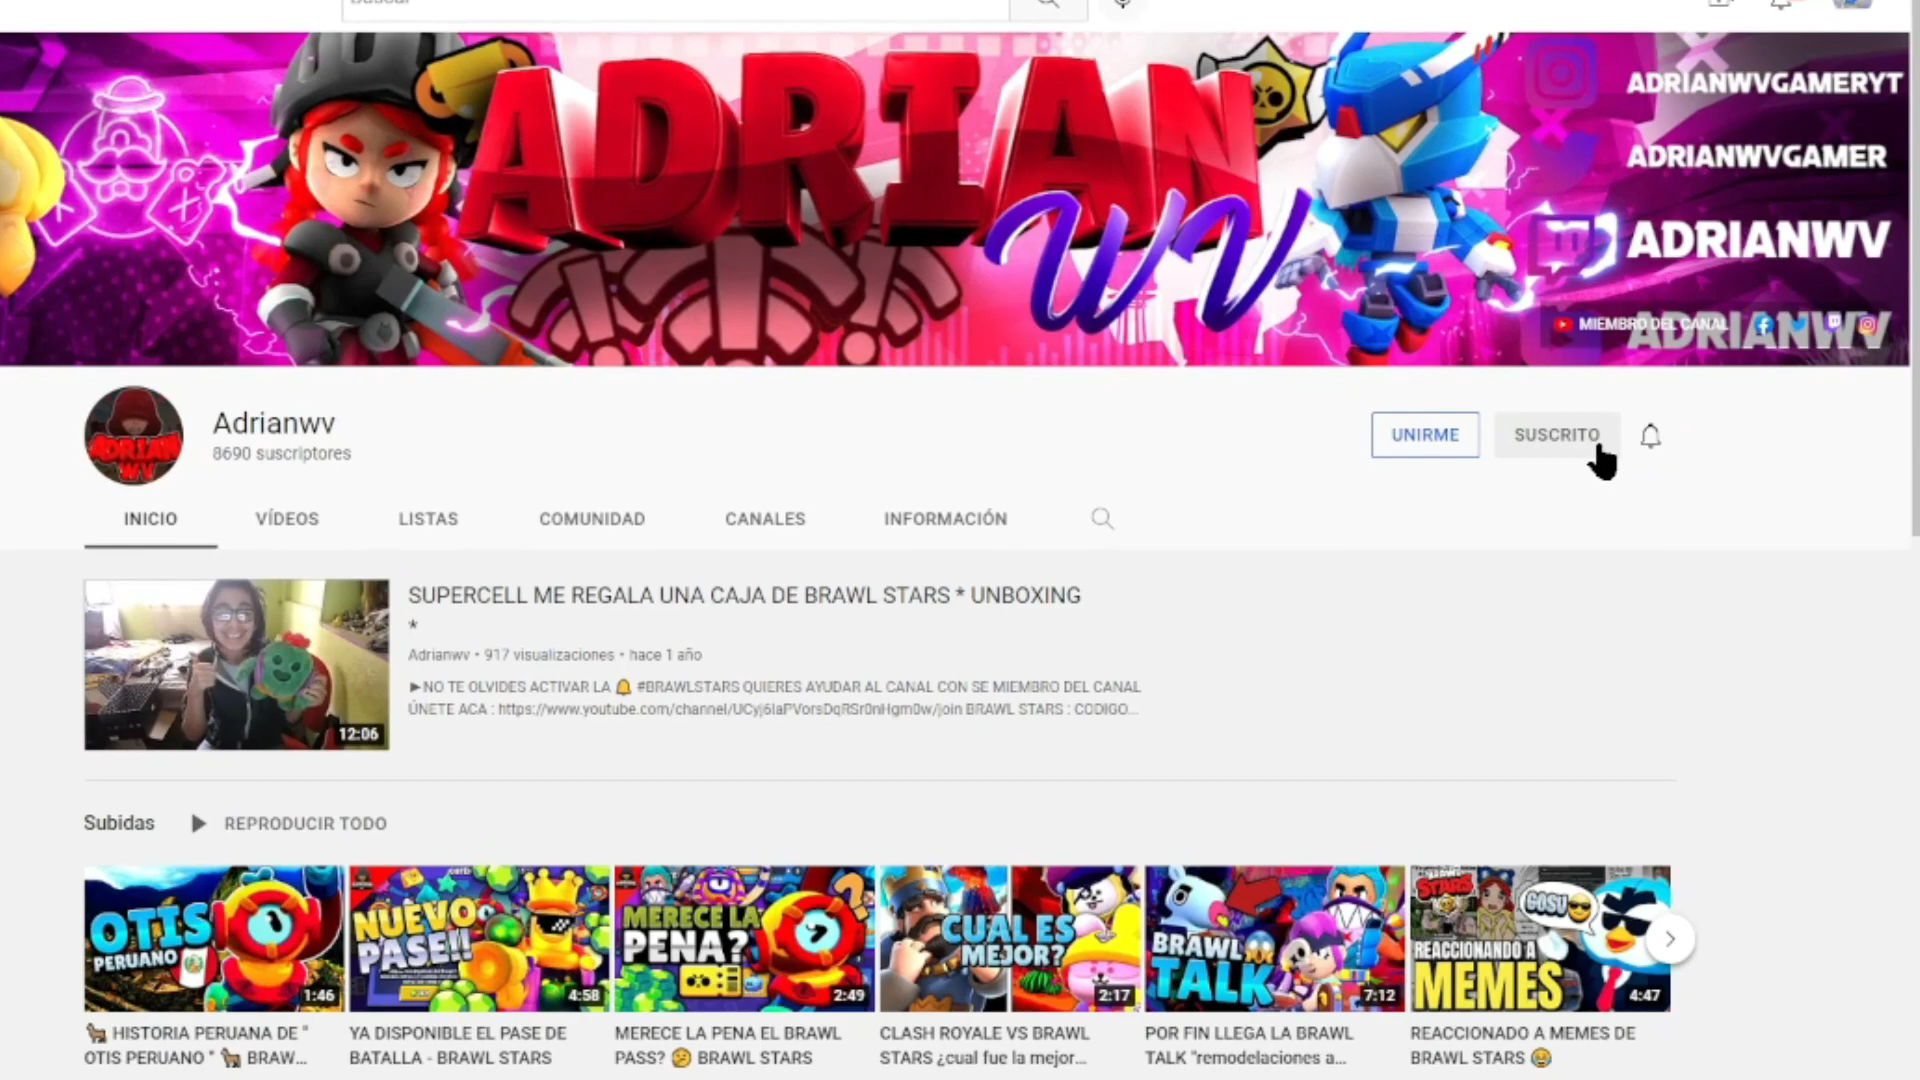 Buscar
ADRIAN
WV
ADRIANWVGAMERYT
ADRIANWVGAMER
ADRIANWV
MIEMBRO DEL CANAL
ADRIANWV
ADRIAN
WV
Adrianwv
8690 suscriptores
UNIRME
SUSCRITO
INICIO
VÍDEOS
LISTAS
COMUNIDAD
CANALES
INFORMACIÓN
SUPERCELL ME REGALA UNA CAJA DE BRAWL STARS * UNBOXING
*
Adrianwv • 917 visualizaciones • hace 1 año
►NO TE OLVIDES ACTIVAR LA 🔔 #BRAWLSTARS QUIERES AYUDAR AL CANAL CON SE MIEMBRO DEL CANAL
ÚNETE ACA : https://www.youtube.com/channel/UCyj6IaPVorsDqRSr0nHgm0w/join BRAWL STARS : CODIGO...
12:06
Subidas
REPRODUCIR TODO
OTIS
PERUANO
1:46
NUEVO
PASE!!
4:58
MERECE LA
PENA?
?
2:49
CUAL ES
MEJOR?
2:17
BRAWL
TALK
7:12
BRAWL
STARS
GOSU
REACCIONANDO A
MEMES
4:47
🦙 HISTORIA PERUANA DE "
OTIS PERUANO " 🦙 BRAW...
YA DISPONIBLE EL PASE DE
BATALLA - BRAWL STARS
MERECE LA PENA EL BRAWL
PASS? 🤔 BRAWL STARS
CLASH ROYALE VS BRAWL
STARS ¿cual fue la mejor...
POR FIN LLEGA LA BRAWL
TALK "remodelaciones a...
REACCIONADO A MEMES DE
BRAWL STARS 😂